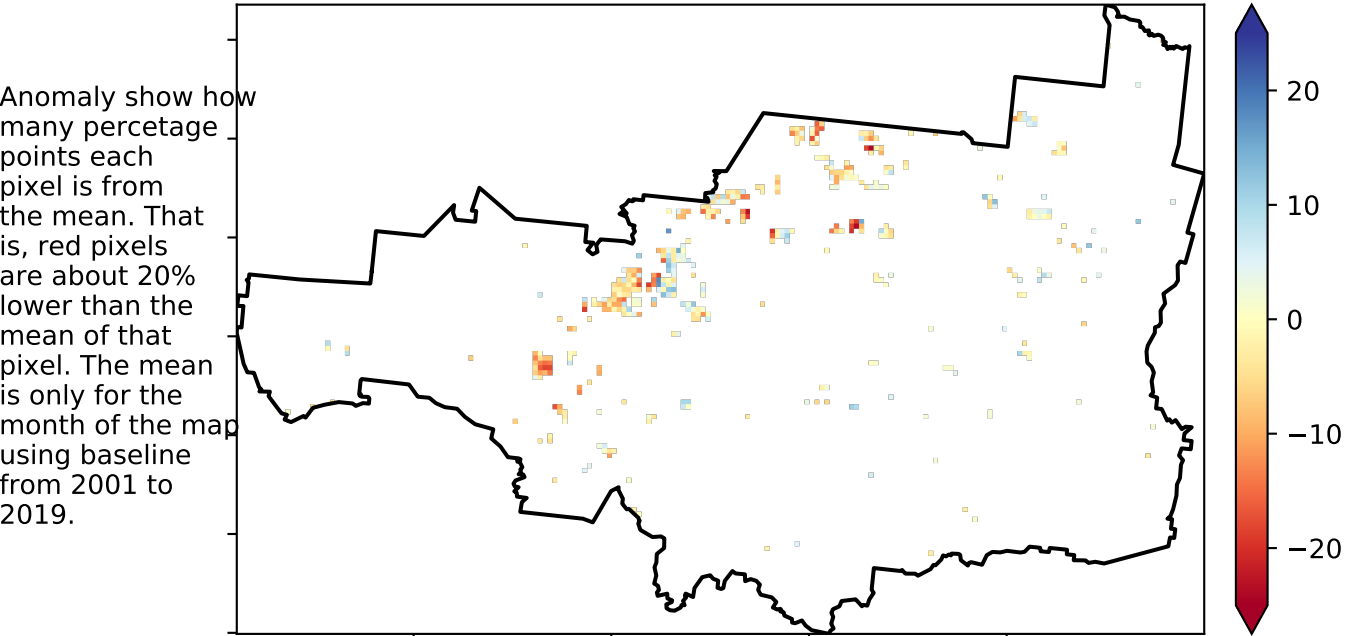 Anomaly show how
many percetage
points each
pixel is from
the mean. That
is, red pixels
are about 20%
lower than the
mean of that
pixel. The mean
is only for the
month of the map
using baseline
from 2001 to
2019.
20
10
0
−10
−20